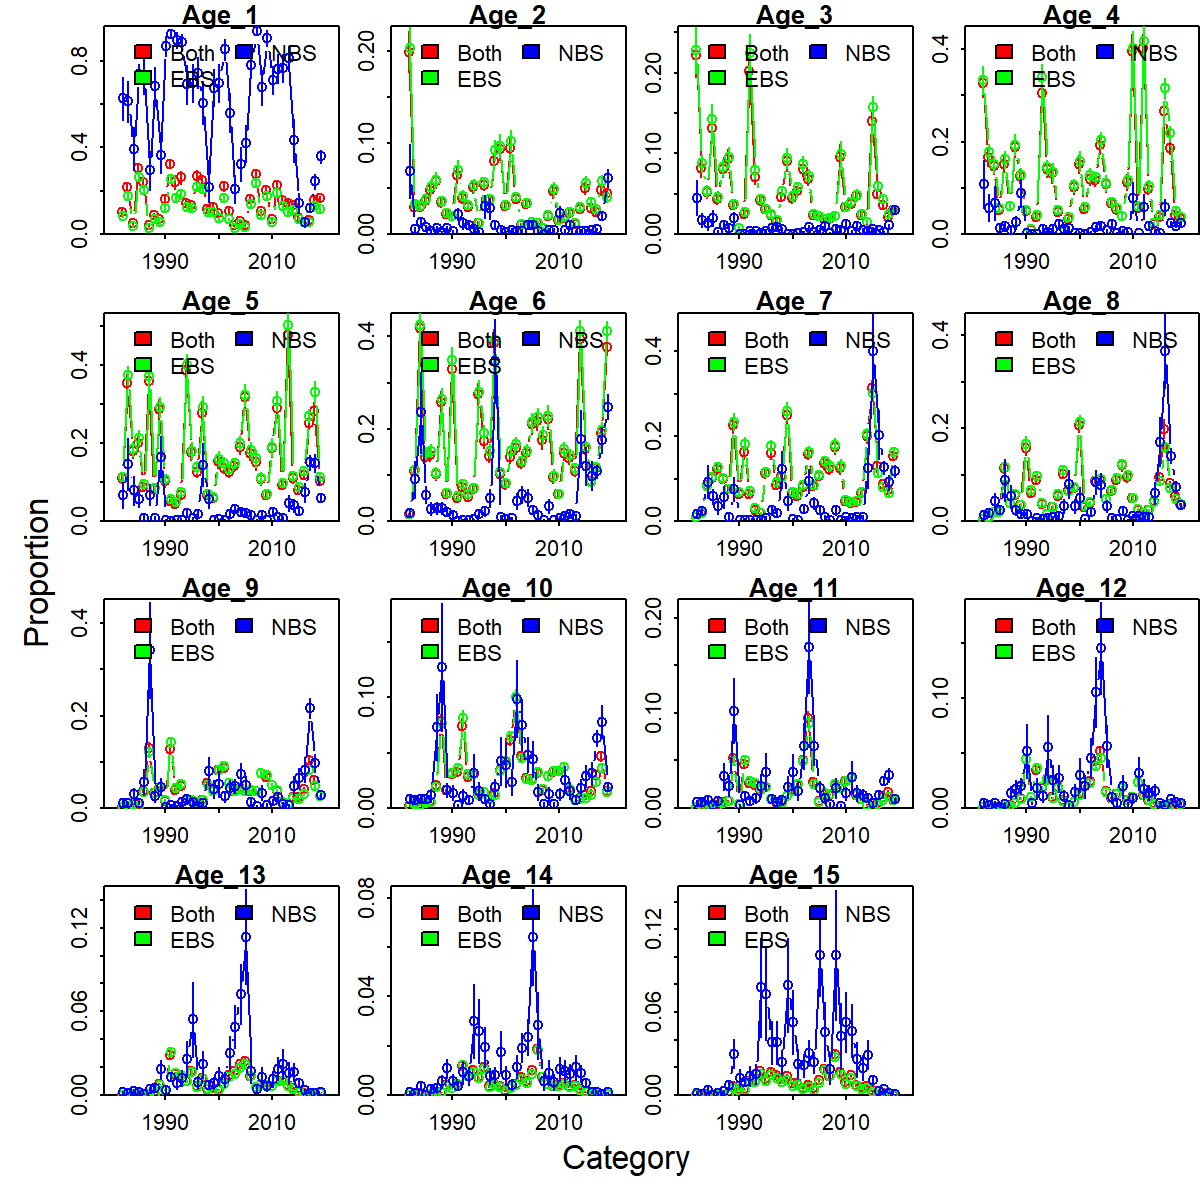 Age_1 Age_2 Age_3 Age_4
Both NBS Both NBS Both NBS Both NBS
EBS EBS EBS EBS
0.0 0.4 0.8 0.00 0.10 0.20 0.00 0.10 0.20 0.0 0.2 0.4
1990 2010 1990 2010 1990 2010 1990 2010
Age_5 Age_6 Age_7 Age_8
Both NBS Both NBS Both NBS Both NBS
EBS EBS EBS EBS
0.0 0.2 0.4 0.0 0.2 0.4 0.0 0.2 0.4 0.0 0.2 0.4
1990 2010 1990 2010 1990 2010 1990 2010
Proportion
Age_9 Age_10 Age_11 Age_12
Both NBS Both NBS Both NBS Both NBS
EBS EBS EBS EBS
0.0 0.2 0.4 0.00 0.10 0.00 0.10 0.20 0.00 0.10
1990 2010 1990 2010 1990 2010 1990 2010
Age_13 Age_14 Age_15
Both NBS Both NBS Both NBS
EBS EBS EBS
0.00 0.06 0.12 0.00 0.04 0.08 0.00 0.06 0.12
1990 2010 1990 2010 1990 2010
Category